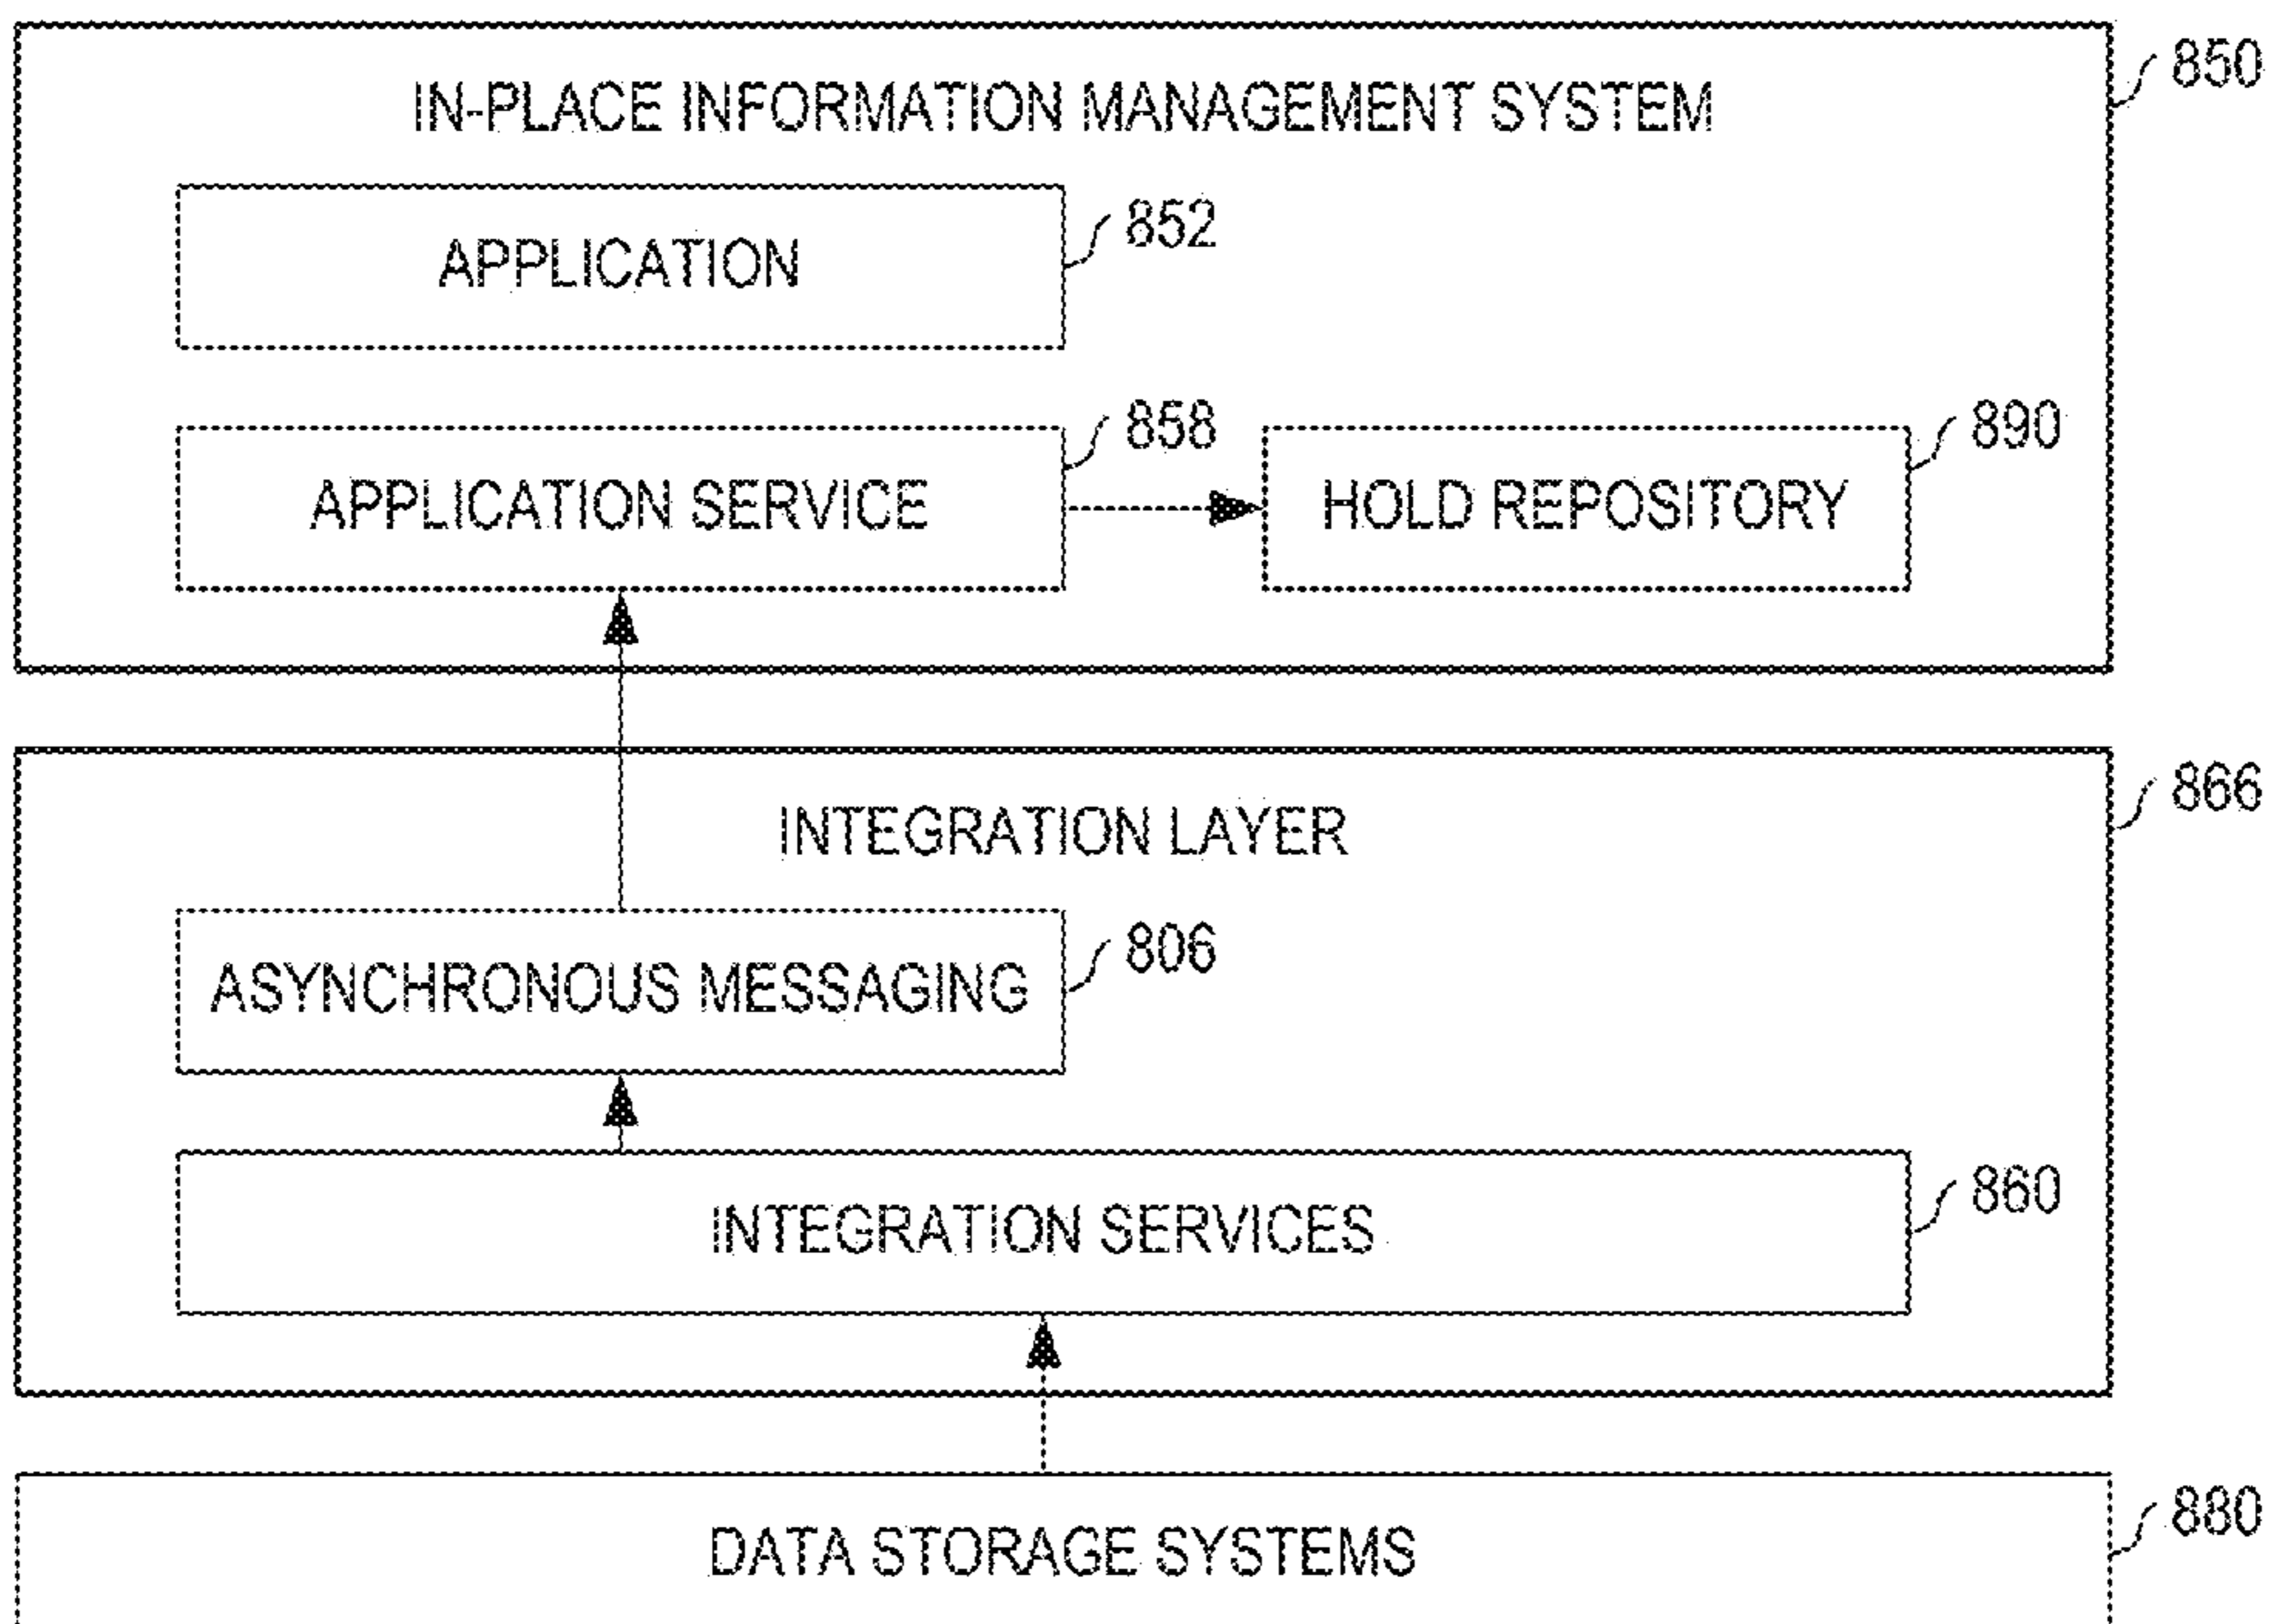 IN-PLACE INFORMATION MANAGEMENT SYSTEM
850
APPLICATION
852
APPLICATION SERVICE
858
HOLD REPOSITORY
890
INTEGRATION LAYER
866
ASYNCHRONOUS MESSAGING
806
INTEGRATION SERVICES
860
DATA STORAGE SYSTEMS
880